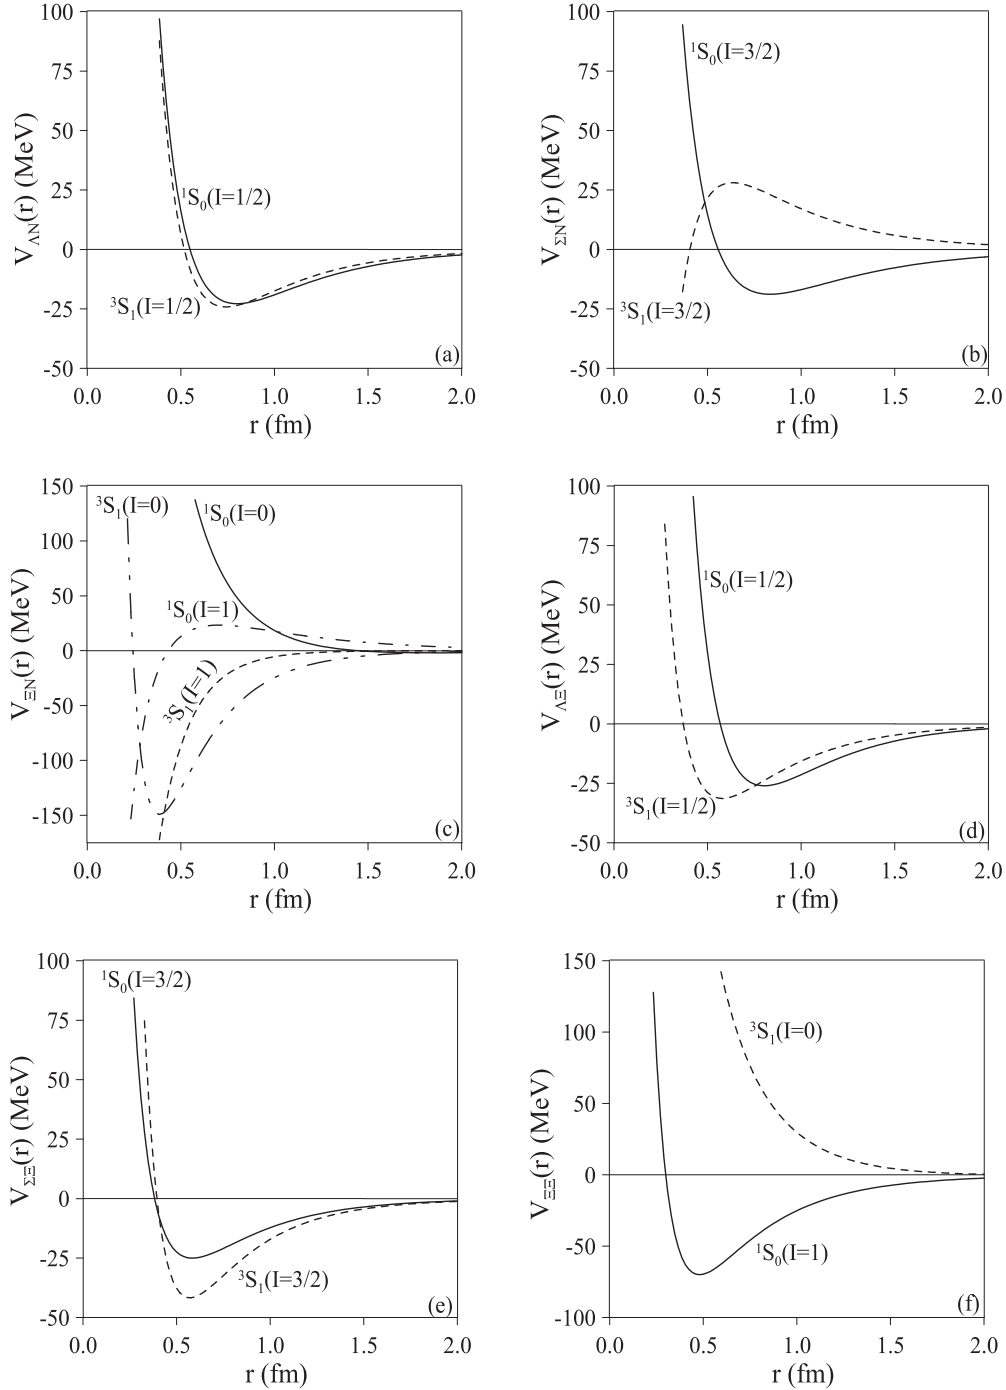 100
75
50
25
0
-25
-50
V_ΛN(r) (MeV)
¹S₀(I=1/2)
³S₁(I=1/2)
(a)
0.0 0.5 1.0 1.5 2.0
r (fm)
100
75
50
25
0
-25
-50
V_ΣN(r) (MeV)
¹S₀(I=3/2)
³S₁(I=3/2)
(b)
0.0 0.5 1.0 1.5 2.0
r (fm)
150
100
50
0
-50
-100
-150
V_ΞN(r) (MeV)
³S₁(I=0)
¹S₀(I=0)
¹S₀(I=1)
³S₁(I=1)
(c)
0.0 0.5 1.0 1.5 2.0
r (fm)
100
75
50
25
0
-25
-50
V_ΛΞ(r) (MeV)
¹S₀(I=1/2)
³S₁(I=1/2)
(d)
0.0 0.5 1.0 1.5 2.0
r (fm)
100
75
50
25
0
-25
-50
V_ΣΞ(r) (MeV)
¹S₀(I=3/2)
³S₁(I=3/2)
(e)
0.0 0.5 1.0 1.5 2.0
r (fm)
150
100
50
0
-50
-100
V_ΞΞ(r) (MeV)
³S₁(I=0)
¹S₀(I=1)
(f)
0.0 0.5 1.0 1.5 2.0
r (fm)